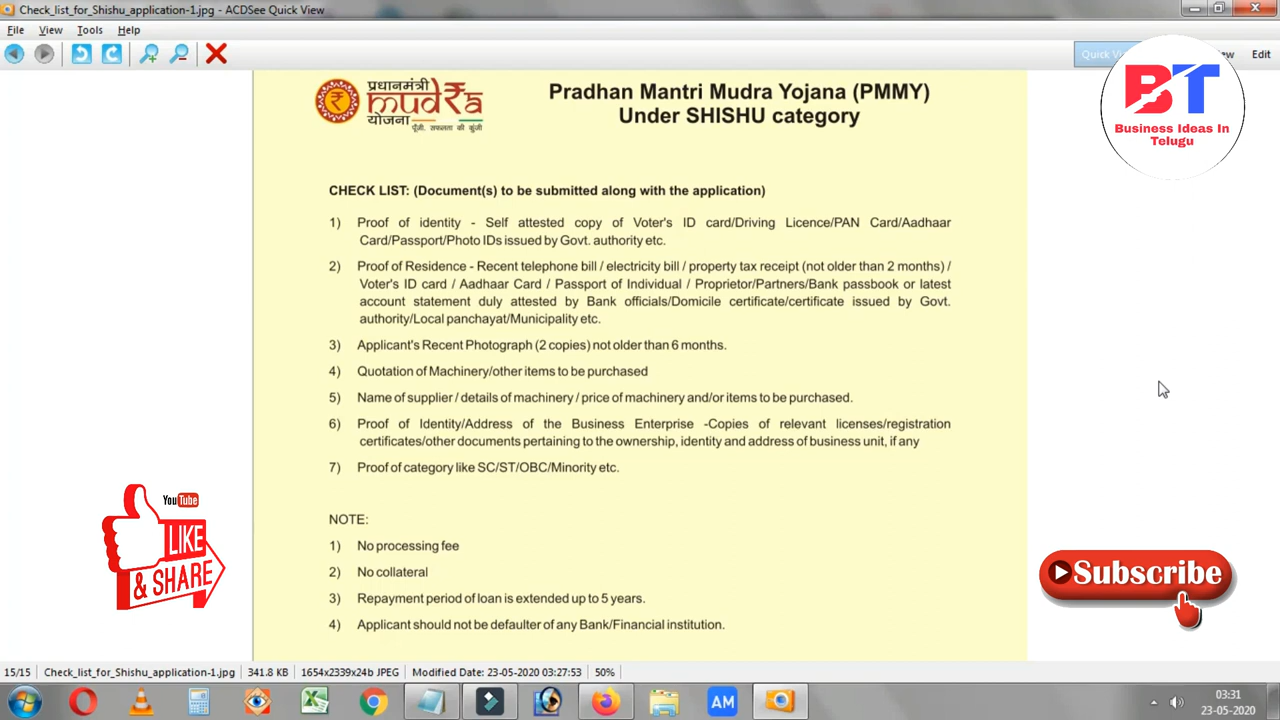 Check_list_for_Shishu_application-1.jpg - ACDSee Quick View
File View Tools Help
Quick Vi
ew Edit
BT
Business Ideas In
Telugu
प्रधानमंत्री
mudra
योजना
पूँजी. सफलता की कुंजी.
Pradhan Mantri Mudra Yojana (PMMY)
Under SHISHU category
CHECK LIST: (Document(s) to be submitted along with the application)
1) Proof of identity - Self attested copy of Voter's ID card/Driving Licence/PAN Card/Aadhaar
Card/Passport/Photo IDs issued by Govt. authority etc.
2) Proof of Residence - Recent telephone bill / electricity bill / property tax receipt (not older than 2 months) /
Voter's ID card / Aadhaar Card / Passport of Individual / Proprietor/Partners/Bank passbook or latest
account statement duly attested by Bank officials/Domicile certificate/certificate issued by Govt.
authority/Local panchayat/Municipality etc.
3) Applicant's Recent Photograph (2 copies) not older than 6 months.
4) Quotation of Machinery/other items to be purchased
5) Name of supplier / details of machinery / price of machinery and/or items to be purchased.
6) Proof of Identity/Address of the Business Enterprise -Copies of relevant licenses/registration
certificates/other documents pertaining to the ownership, identity and address of business unit, if any
7) Proof of category like SC/ST/OBC/Minority etc.
NOTE:
1) No processing fee
2) No collateral
3) Repayment period of loan is extended up to 5 years.
4) Applicant should not be defaulter of any Bank/Financial institution.
YouTube
LIKE
& SHARE
Subscribe
15/15 Check_list_for_Shishu_application-1.jpg 341.8 KB 1654x2339x24b JPEG Modified Date: 23-05-2020 03:27:53 50%
AM
03:31
23-05-2020